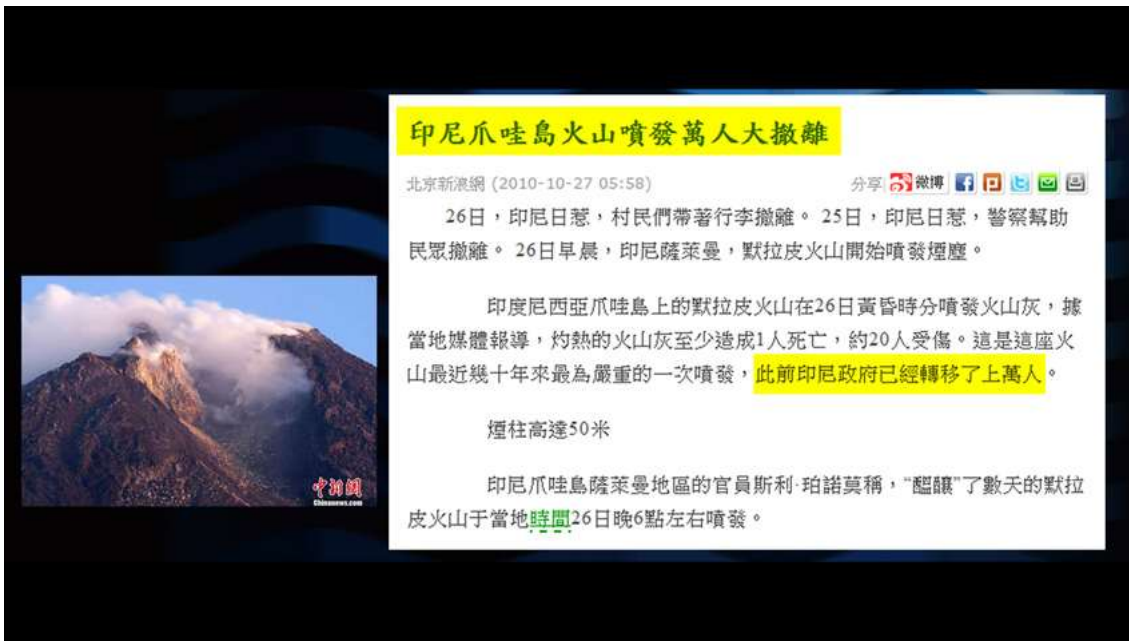 印尼爪哇島火山噴發萬人大撤離
北京新浪網 (2010-10-27 05:58)
分享 微博
26日，印尼日惹，村民們帶著行李撤離。 25日，印尼日惹，警察幫助
民眾撤離。 26日早晨，印尼薩萊曼，默拉皮火山開始噴發煙塵。
印度尼西亞爪哇島上的默拉皮火山在26日黃昏時分噴發火山灰，據
當地媒體報導，灼熱的火山灰至少造成1人死亡，約20人受傷。這是這座火
山最近幾十年來最為嚴重的一次噴發，此前印尼政府已經轉移了上萬人。
煙柱高達50米
印尼爪哇島薩萊曼地區的官員斯利·珀諾莫稱，“醞釀”了數天的默拉
皮火山于當地時間26日晚6點左右噴發。
中新網
Chinanews.com